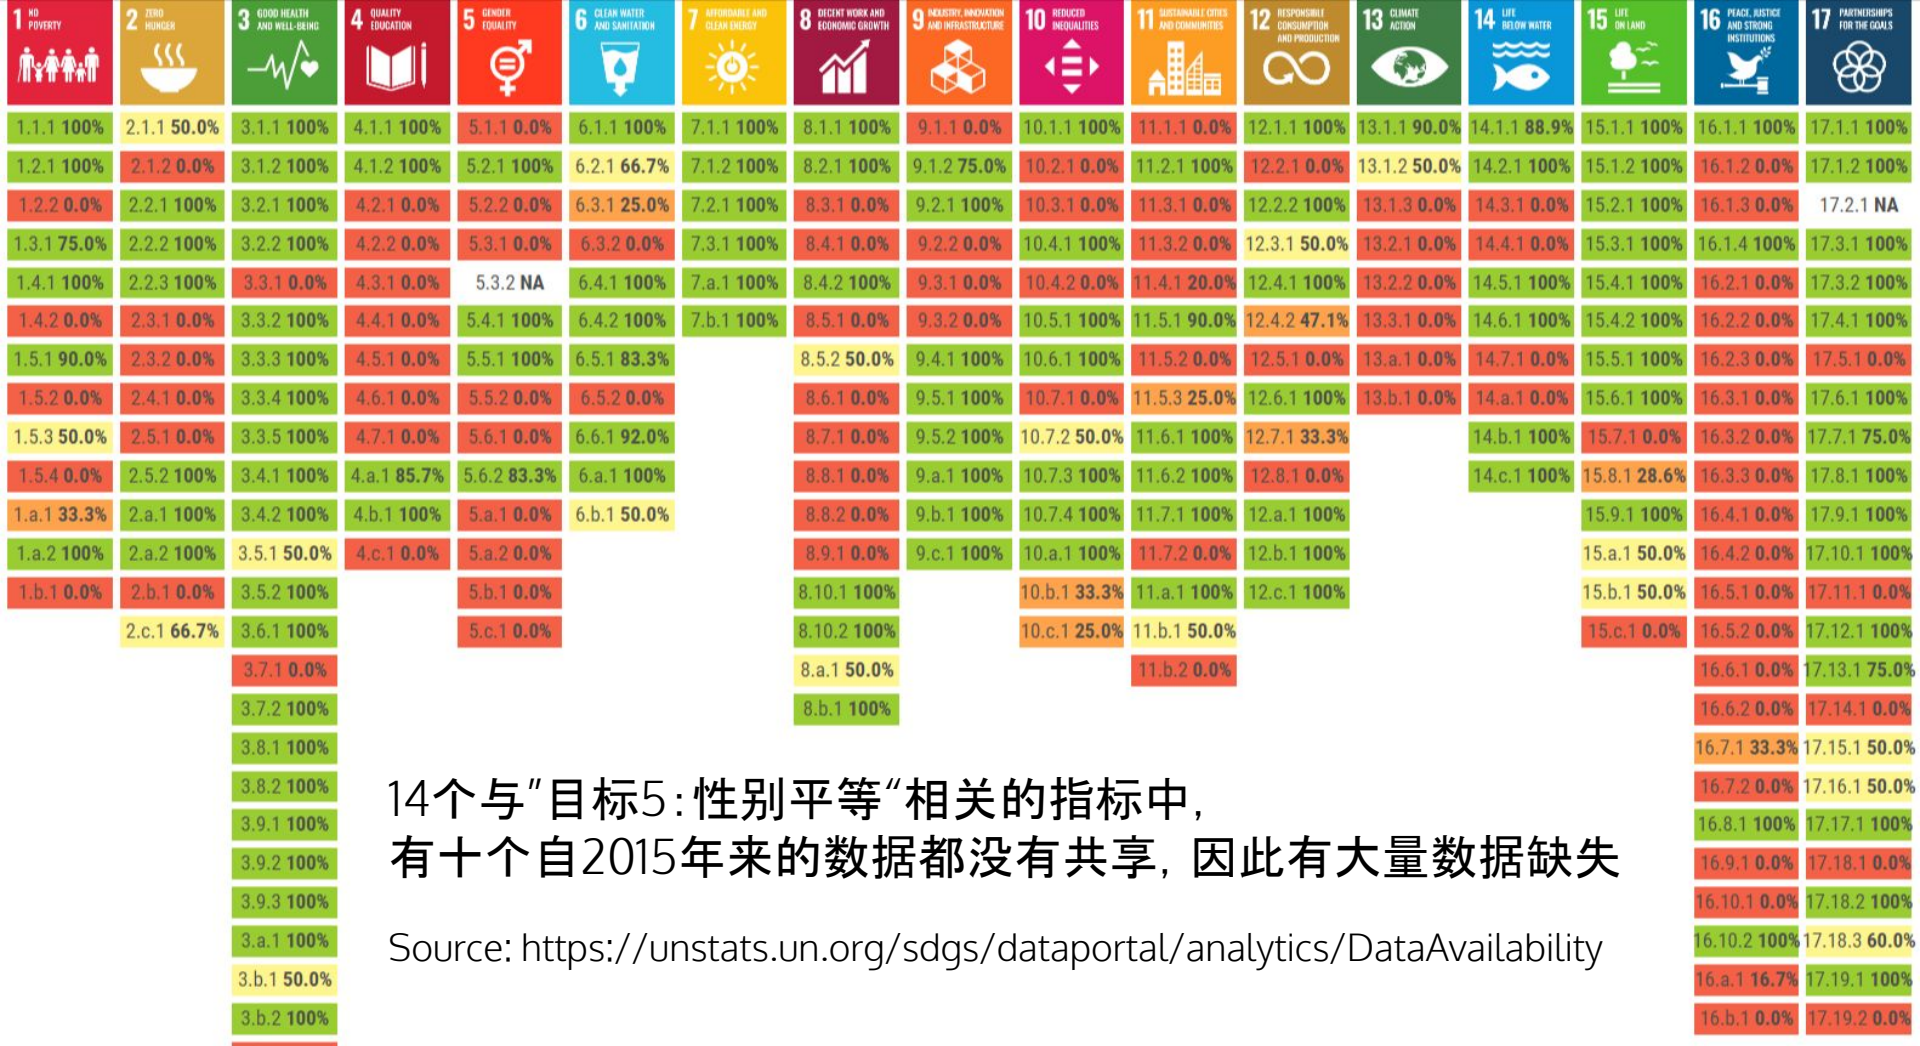 1 NO POVERTY
2 ZERO HUNGER
3 GOOD HEALTH AND WELL-BEING
4 QUALITY EDUCATION
5 GENDER EQUALITY
6 CLEAN WATER AND SANITATION
7 AFFORDABLE AND CLEAN ENERGY
8 DECENT WORK AND ECONOMIC GROWTH
9 INDUSTRY, INNOVATION AND INFRASTRUCTURE
10 REDUCED INEQUALITIES
11 SUSTAINABLE CITIES AND COMMUNITIES
12 RESPONSIBLE CONSUMPTION AND PRODUCTION
13 CLIMATE ACTION
14 LIFE BELOW WATER
15 LIFE ON LAND
16 PEACE, JUSTICE AND STRONG INSTITUTIONS
17 PARTNERSHIPS FOR THE GOALS
1.1.1 100% 2.1.1 50.0% 3.1.1 100% 4.1.1 100% 5.1.1 0.0% 6.1.1 100% 7.1.1 100% 8.1.1 100% 9.1.1 0.0% 10.1.1 100% 11.1.1 0.0% 12.1.1 100% 13.1.1 90.0% 14.1.1 88.9% 15.1.1 100% 16.1.1 100% 17.1.1 100%
1.2.1 100% 2.1.2 0.0% 3.1.2 100% 4.1.2 100% 5.2.1 100% 6.2.1 66.7% 7.1.2 100% 8.2.1 100% 9.1.2 75.0% 10.2.1 0.0% 11.2.1 100% 12.2.1 0.0% 13.1.2 50.0% 14.2.1 100% 15.1.2 100% 16.1.2 0.0% 17.1.2 100%
1.2.2 0.0% 2.2.1 100% 3.2.1 100% 4.2.1 0.0% 5.2.2 0.0% 6.3.1 25.0% 7.2.1 100% 8.3.1 0.0% 9.2.1 100% 10.3.1 0.0% 11.3.1 0.0% 12.2.2 100% 13.1.3 0.0% 14.3.1 0.0% 15.2.1 100% 16.1.3 0.0% 17.2.1 NA
1.3.1 75.0% 2.2.2 100% 3.2.2 100% 4.2.2 0.0% 5.3.1 0.0% 6.3.2 0.0% 7.3.1 100% 8.4.1 0.0% 9.2.2 0.0% 10.4.1 100% 11.3.2 0.0% 12.3.1 50.0% 13.2.1 0.0% 14.4.1 0.0% 15.3.1 100% 16.1.4 100% 17.3.1 100%
1.4.1 100% 2.2.3 100% 3.3.1 0.0% 4.3.1 0.0% 5.3.2 NA 6.4.1 100% 7.a.1 100% 8.4.2 100% 9.3.1 0.0% 10.4.2 0.0% 11.4.1 20.0% 12.4.1 100% 13.2.2 0.0% 14.5.1 100% 15.4.1 100% 16.2.1 0.0% 17.3.2 100%
1.4.2 0.0% 2.3.1 0.0% 3.3.2 100% 4.4.1 0.0% 5.4.1 100% 6.4.2 100% 7.b.1 100% 8.5.1 0.0% 9.3.2 0.0% 10.5.1 100% 11.5.1 90.0% 12.4.2 47.1% 13.3.1 0.0% 14.6.1 100% 15.4.2 100% 16.2.2 0.0% 17.4.1 100%
1.5.1 90.0% 2.3.2 0.0% 3.3.3 100% 4.5.1 0.0% 5.5.1 100% 6.5.1 83.3% 8.5.2 50.0% 9.4.1 100% 10.6.1 100% 11.5.2 0.0% 12.5.1 0.0% 13.a.1 0.0% 14.7.1 0.0% 15.5.1 100% 16.2.3 0.0% 17.5.1 0.0%
1.5.2 0.0% 2.4.1 0.0% 3.3.4 100% 4.6.1 0.0% 5.5.2 0.0% 6.5.2 0.0% 8.6.1 0.0% 9.5.1 100% 10.7.1 0.0% 11.5.3 25.0% 12.6.1 100% 13.b.1 0.0% 14.a.1 0.0% 15.6.1 100% 16.3.1 0.0% 17.6.1 100%
1.5.3 50.0% 2.5.1 0.0% 3.3.5 100% 4.7.1 0.0% 5.6.1 0.0% 6.6.1 92.0% 8.7.1 0.0% 9.5.2 100% 10.7.2 50.0% 11.6.1 100% 12.7.1 33.3% 14.b.1 100% 15.7.1 0.0% 16.3.2 0.0% 17.7.1 75.0%
1.5.4 0.0% 2.5.2 100% 3.4.1 100% 4.a.1 85.7% 5.6.2 83.3% 6.a.1 100% 8.8.1 0.0% 9.a.1 100% 10.7.3 100% 11.6.2 100% 12.8.1 0.0% 14.c.1 100% 15.8.1 28.6% 16.3.3 0.0% 17.8.1 100%
1.a.1 33.3% 2.a.1 100% 3.4.2 100% 4.b.1 100% 5.a.1 0.0% 6.b.1 50.0% 8.8.2 0.0% 9.b.1 100% 10.7.4 100% 11.7.1 100% 12.a.1 100% 15.9.1 100% 16.4.1 0.0% 17.9.1 100%
1.a.2 100% 2.a.2 100% 3.5.1 50.0% 4.c.1 0.0% 5.a.2 0.0% 8.9.1 0.0% 9.c.1 100% 10.a.1 100% 11.7.2 0.0% 12.b.1 100% 15.a.1 50.0% 16.4.2 0.0% 17.10.1 100%
1.b.1 0.0% 2.b.1 0.0% 3.5.2 100% 5.b.1 0.0% 8.10.1 100% 10.b.1 33.3% 11.a.1 100% 12.c.1 100% 15.b.1 50.0% 16.5.1 0.0% 17.11.1 0.0%
2.c.1 66.7% 3.6.1 100% 5.c.1 0.0% 8.10.2 100% 10.c.1 25.0% 11.b.1 50.0% 15.c.1 0.0% 16.5.2 0.0% 17.12.1 100%
3.7.1 0.0% 8.a.1 50.0% 11.b.2 0.0% 16.6.1 0.0% 17.13.1 75.0%
3.7.2 100% 8.b.1 100% 16.6.2 0.0% 17.14.1 0.0%
3.8.1 100% 16.7.1 33.3% 17.15.1 50.0%
3.8.2 100% 16.7.2 0.0% 17.16.1 50.0%
3.9.1 100% 16.8.1 100% 17.17.1 100%
3.9.2 100% 16.9.1 0.0% 17.18.1 0.0%
3.9.3 100% 16.10.1 0.0% 17.18.2 100%
3.a.1 100% 16.10.2 100% 17.18.3 60.0%
3.b.1 50.0% 16.a.1 16.7% 17.19.1 100%
3.b.2 100% 16.b.1 0.0% 17.19.2 0.0%
14个与"目标5:性别平等“相关的指标中,
有十个自2015年来的数据都没有共享, 因此有大量数据缺失
Source: https://unstats.un.org/sdgs/dataportal/analytics/DataAvailability